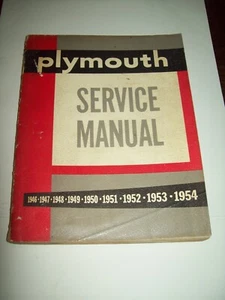 plymouth
SERVICE
MANUAL
1946 • 1947 • 1948 • 1949 • 1950 • 1951 • 1952 • 1953 • 1954